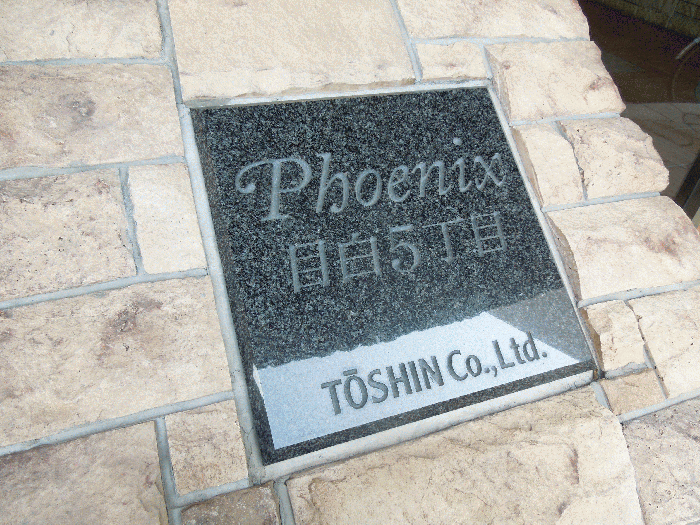 Phoenix
目白5丁目
TŌSHIN Co.,Ltd.